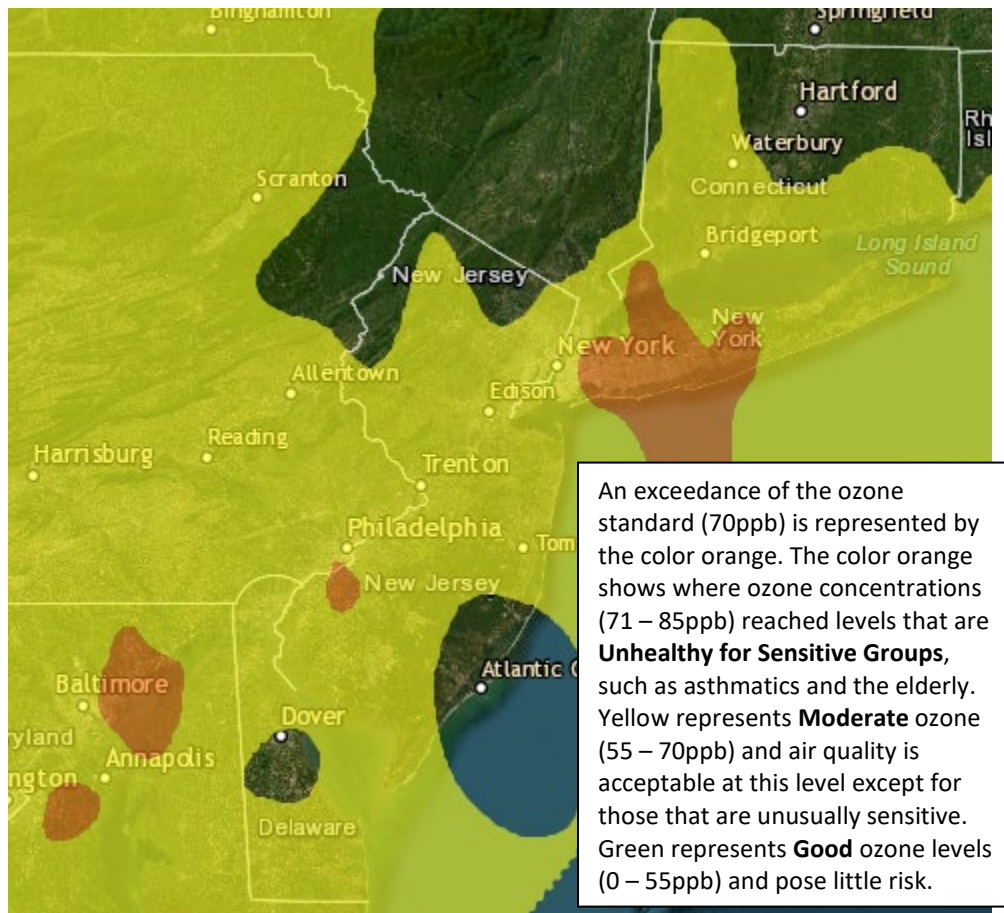 Binghamton
Springfield
Hartford
Rh
Isl
Waterbury
Connecticut
Scranton
Bridgeport
Long Island
Sound
New Jersey
New
York
New York
Allentown
Edison
Harrisburg
Reading
Trenton
Philadelphia
Tom
New Jersey
Atlantic C
Baltimore
Dover
ryland
Annapolis
ngton
Delaware
An exceedance of the ozone
standard (70ppb) is represented by
the color orange. The color orange
shows where ozone concentrations
(71 – 85ppb) reached levels that are
Unhealthy for Sensitive Groups,
such as asthmatics and the elderly.
Yellow represents Moderate ozone
(55 – 70ppb) and air quality is
acceptable at this level except for
those that are unusually sensitive.
Green represents Good ozone levels
(0 – 55ppb) and pose little risk.